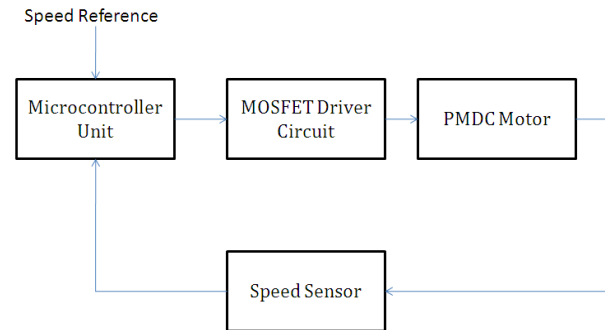 Speed Reference
Microcontroller
Unit
MOSFET Driver
Circuit
PMDC Motor
Speed Sensor